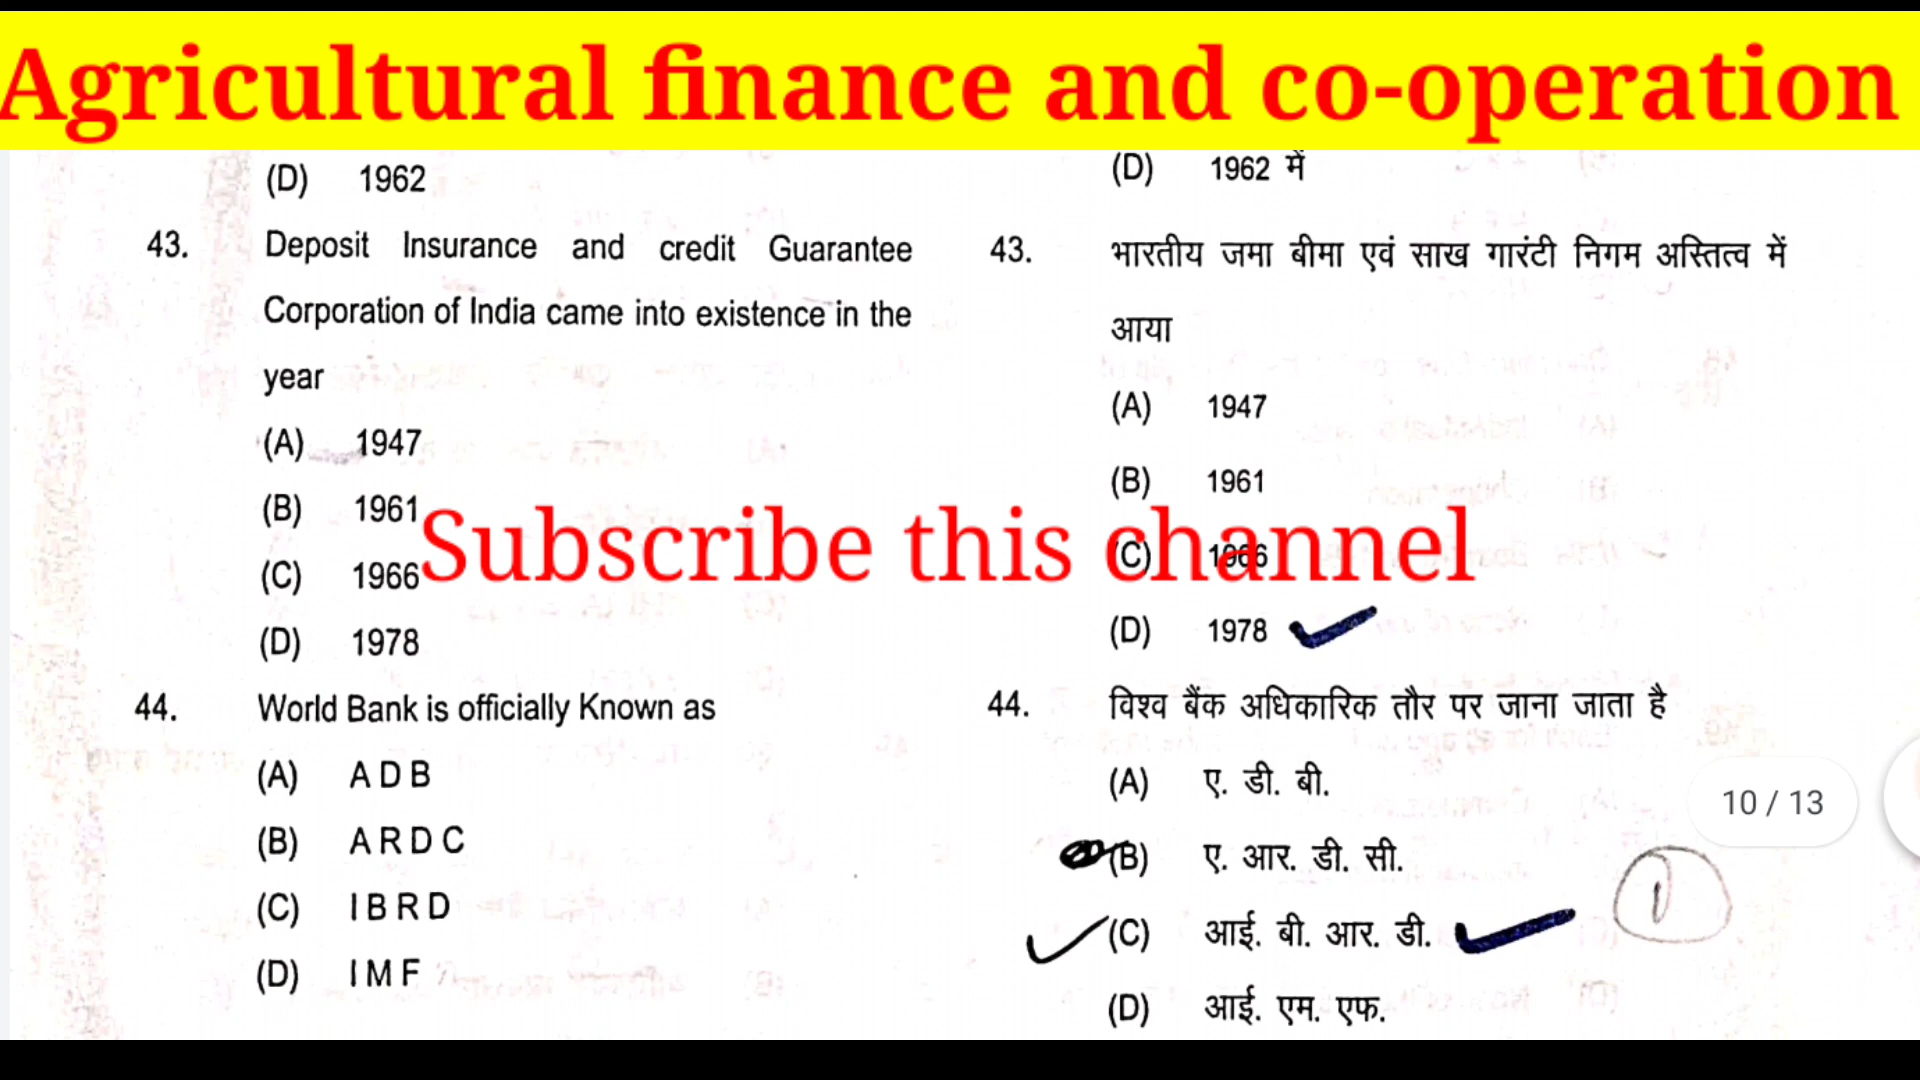 Agricultural finance and co-operation
(D) 1962
43. Deposit Insurance and credit Guarantee
Corporation of India came into existence in the
year
(A) 1947
(B) 1961
(C) 1966
(D) 1978
44. World Bank is officially Known as
(A) A D B
(B) A R D C
(C) I B R D
(D) I M F
(D) 1962 में
43. भारतीय जमा बीमा एवं साख गारंटी निगम अस्तित्व में
आया
(A) 1947
(B) 1961
(C) 1966
(D) 1978
44. विश्व बैंक अधिकारिक तौर पर जाना जाता है
(A) ए. डी. बी.
(B) ए. आर. डी. सी.
(C) आई. बी. आर. डी.
(D) आई. एम. एफ.
Subscribe this channel
10 / 13